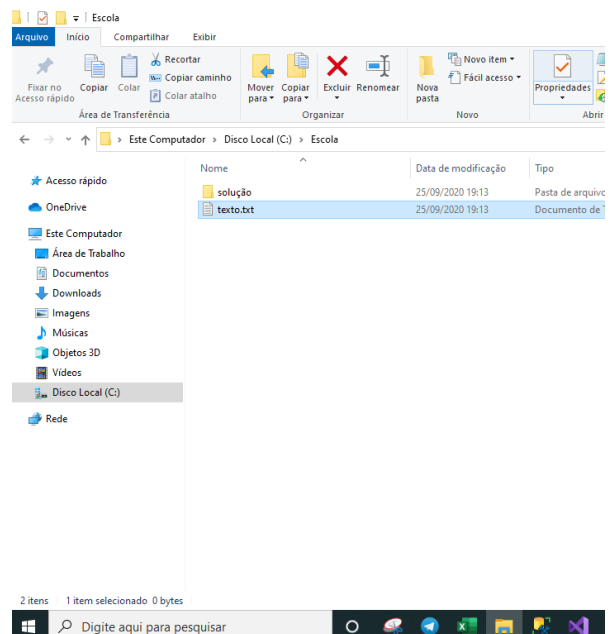 Escola
Arquivo Início Compartilhar Exibir
Fixar no Acesso rápido
Copiar
Colar
Recortar
Copiar caminho
Colar atalho
Mover para
Copiar para
Excluir
Renomear
Nova pasta
Novo item
Fácil acesso
Propriedades
Área de Transferência
Organizar
Novo
Abrir
Este Computador > Disco Local (C:) > Escola
Nome Data de modificação Tipo
solução 25/09/2020 19:13 Pasta de arquivo
texto.txt 25/09/2020 19:13 Documento de
Acesso rápido
OneDrive
Este Computador
Área de Trabalho
Documentos
Downloads
Imagens
Músicas
Objetos 3D
Vídeos
Disco Local (C:)
Rede
2 itens 1 item selecionado 0 bytes
Digite aqui para pesquisar